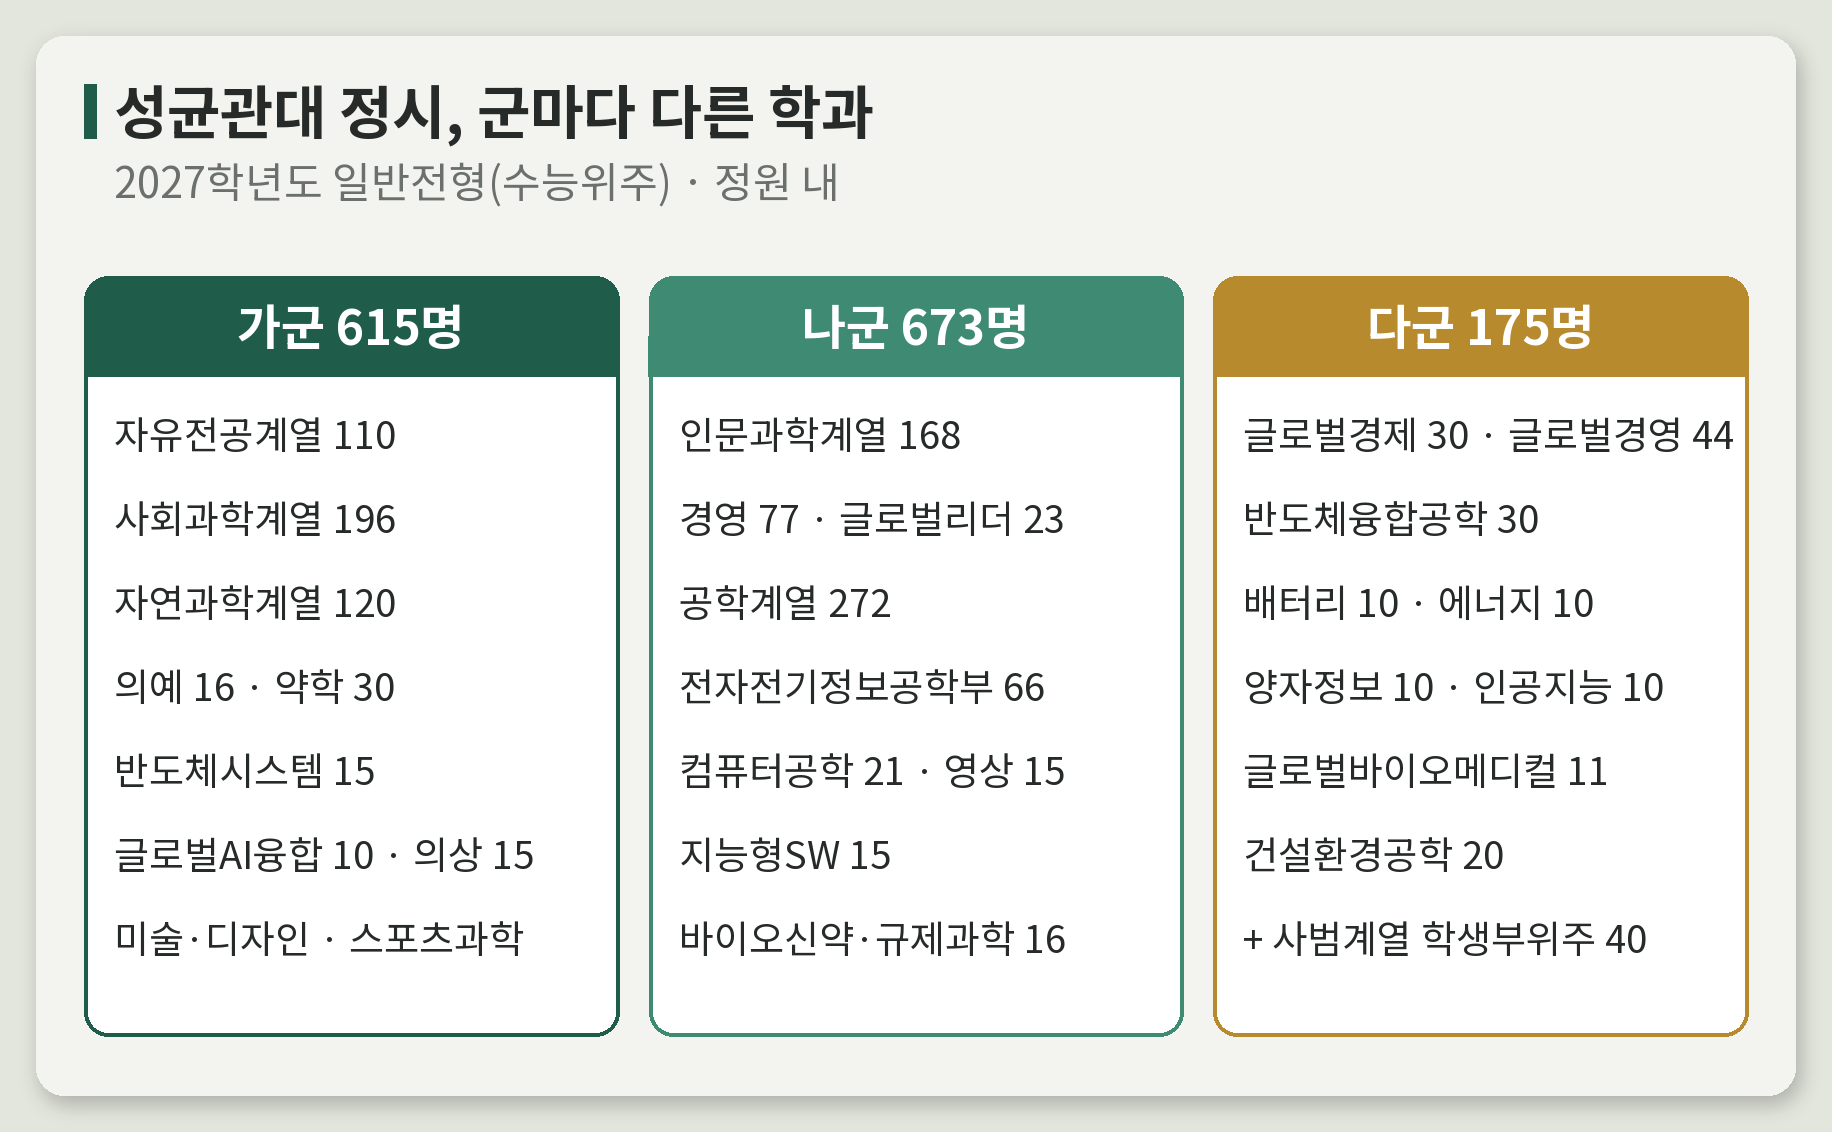 성균관대 정시, 군마다 다른 학과
2027학년도 일반전형(수능위주) · 정원 내
가군 615명
자유전공계열 110
사회과학계열 196
자연과학계열 120
의예 16 · 약학 30
반도체시스템 15
글로벌AI융합 10 · 의상 15
미술·디자인 · 스포츠과학
나군 673명
인문과학계열 168
경영 77 · 글로벌리더 23
공학계열 272
전자전기정보공학부 66
컴퓨터공학 21 · 영상 15
지능형SW 15
바이오신약·규제과학 16
다군 175명
글로벌경제 30 · 글로벌경영 44
반도체융합공학 30
배터리 10 · 에너지 10
양자정보 10 · 인공지능 10
글로벌바이오메디컬 11
건설환경공학 20
+ 사범계열 학생부위주 40